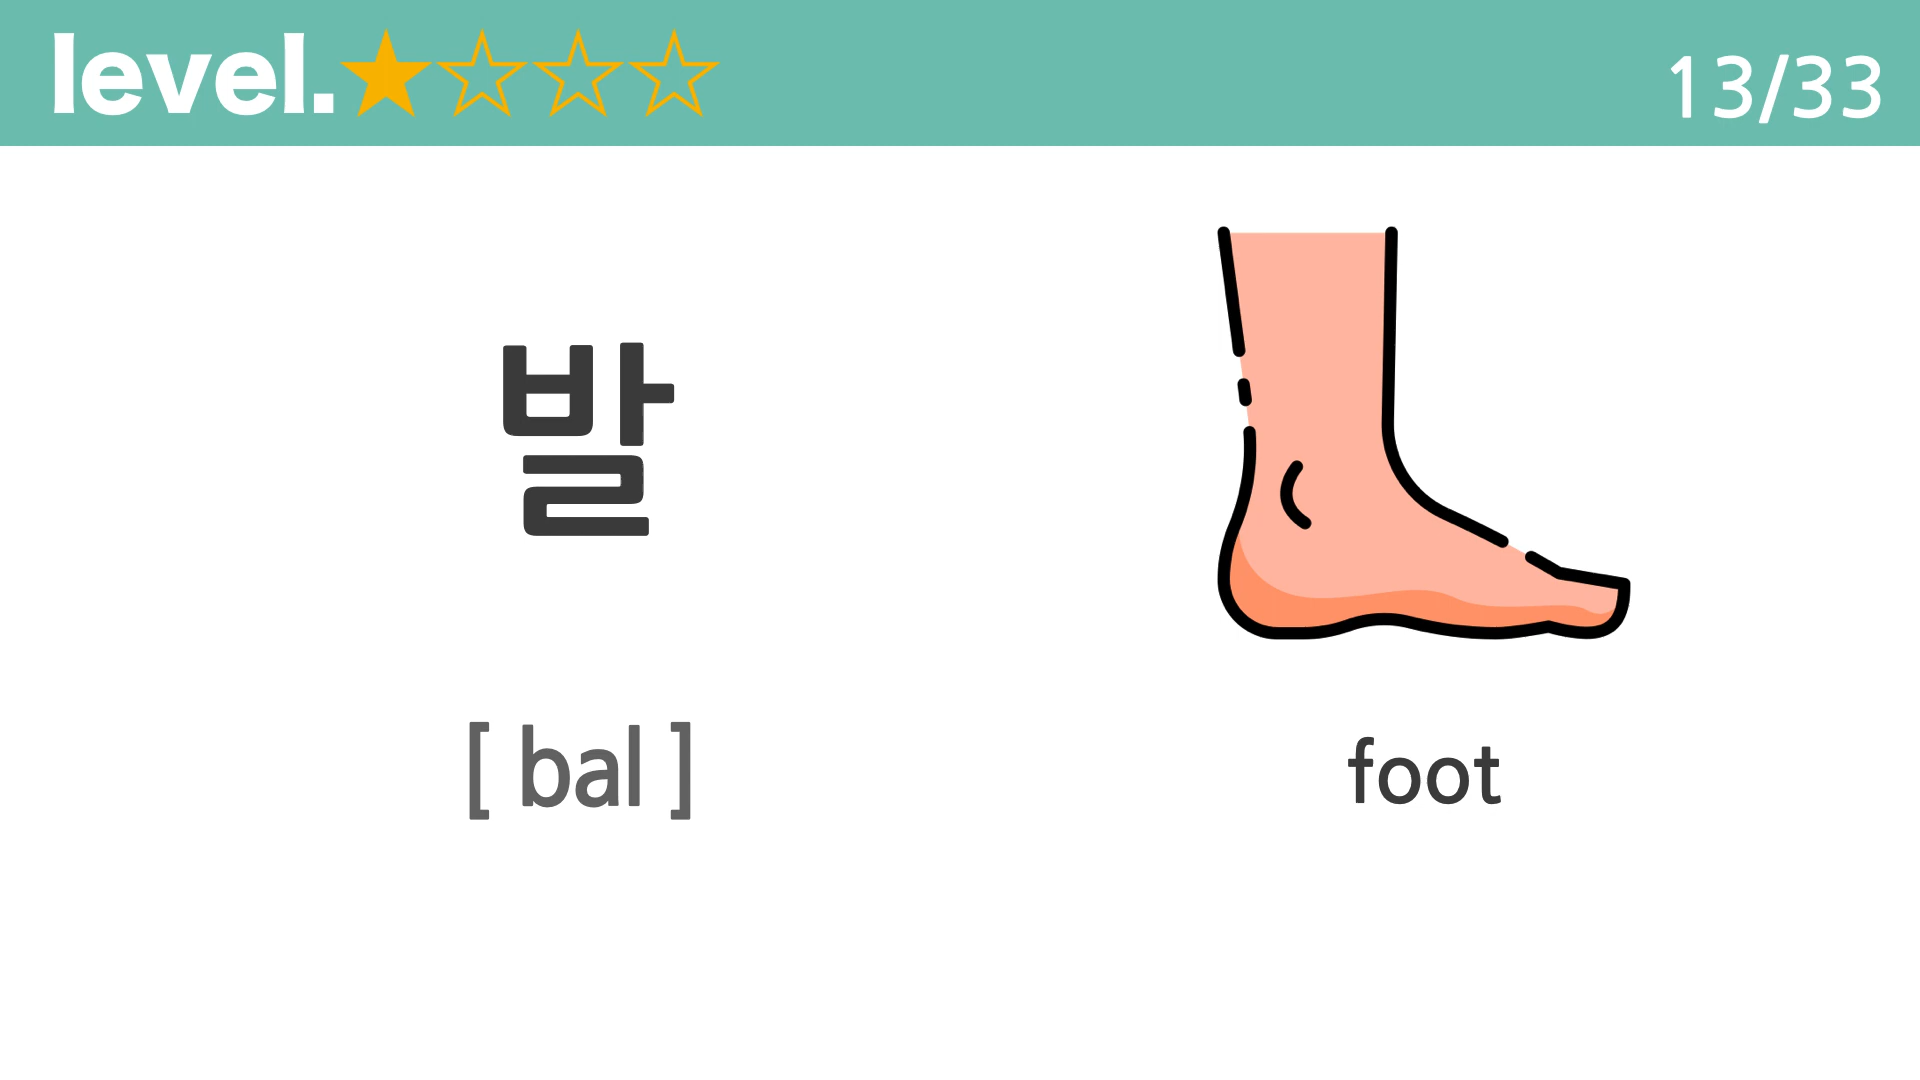 level.★☆☆☆
13/33
발
[ bal ]
foot